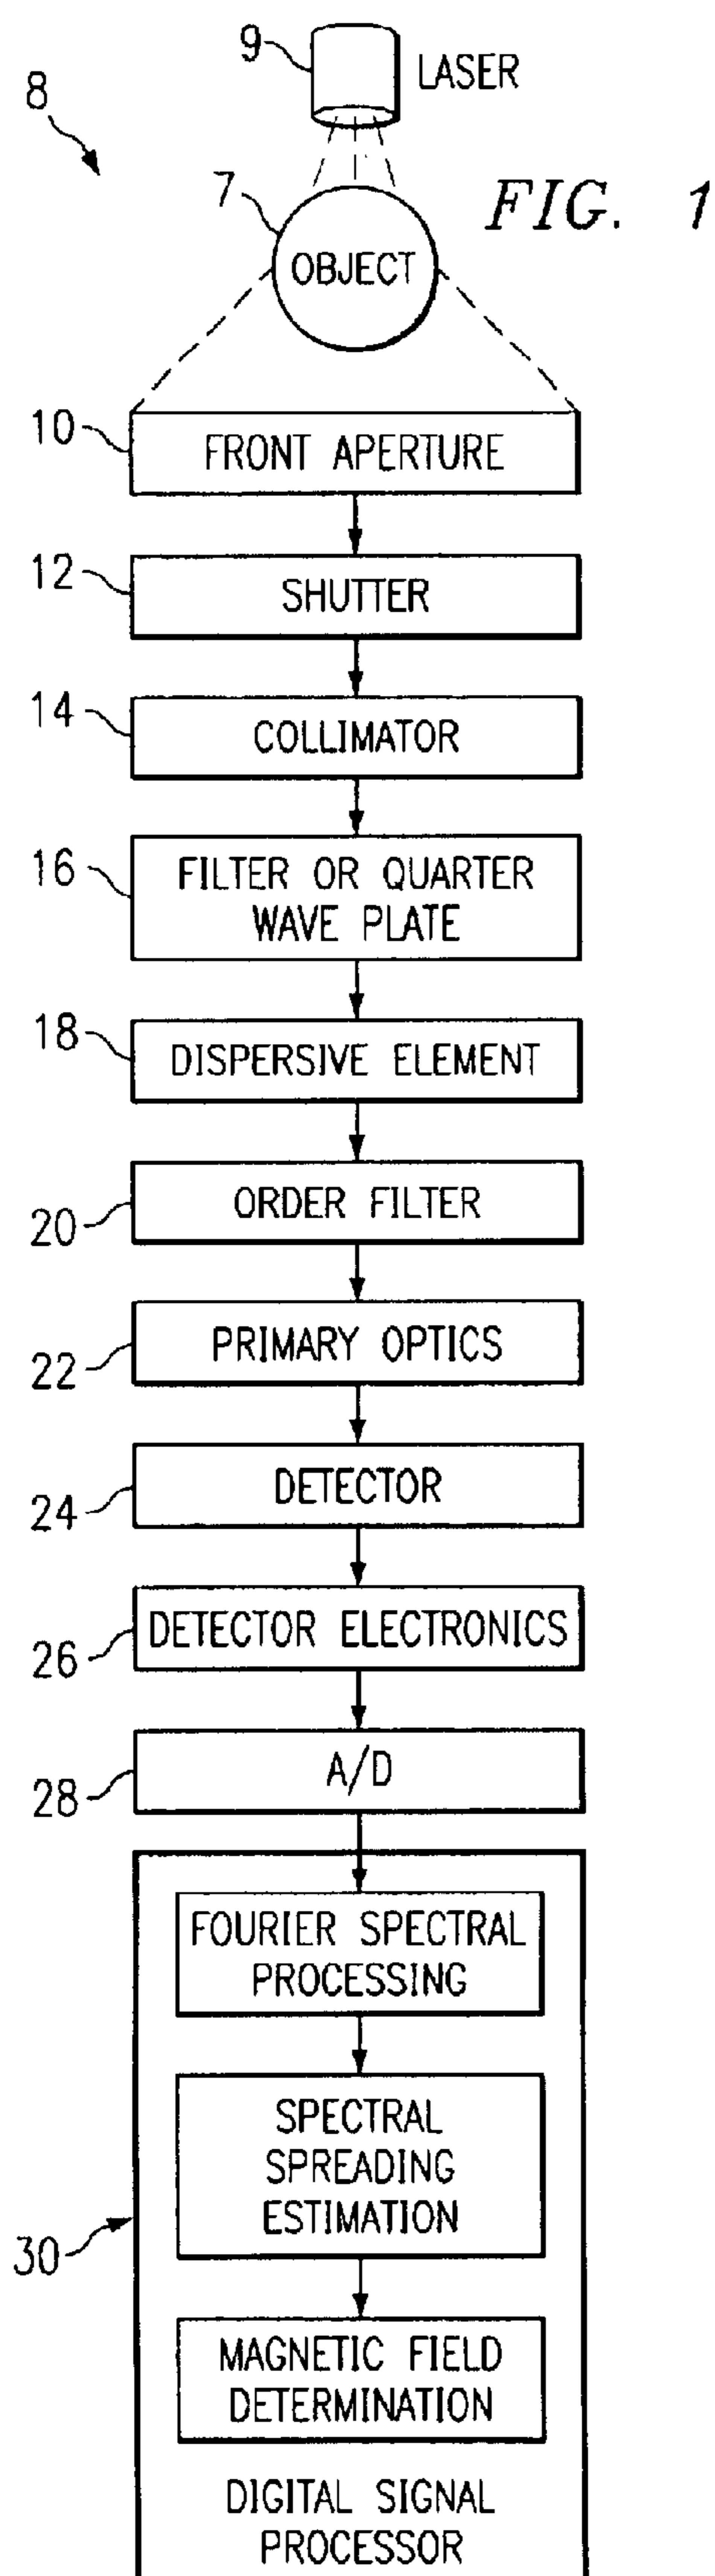 9
LASER
8
FIG. 1
7
OBJECT
10
FRONT APERTURE
12
SHUTTER
14
COLLIMATOR
16
FILTER OR QUARTER
WAVE PLATE
18
DISPERSIVE ELEMENT
20
ORDER FILTER
22
PRIMARY OPTICS
24
DETECTOR
26
DETECTOR ELECTRONICS
28
A/D
FOURIER SPECTRAL
PROCESSING
SPECTRAL
SPREADING
ESTIMATION
30
MAGNETIC FIELD
DETERMINATION
DIGITAL SIGNAL
PROCESSOR